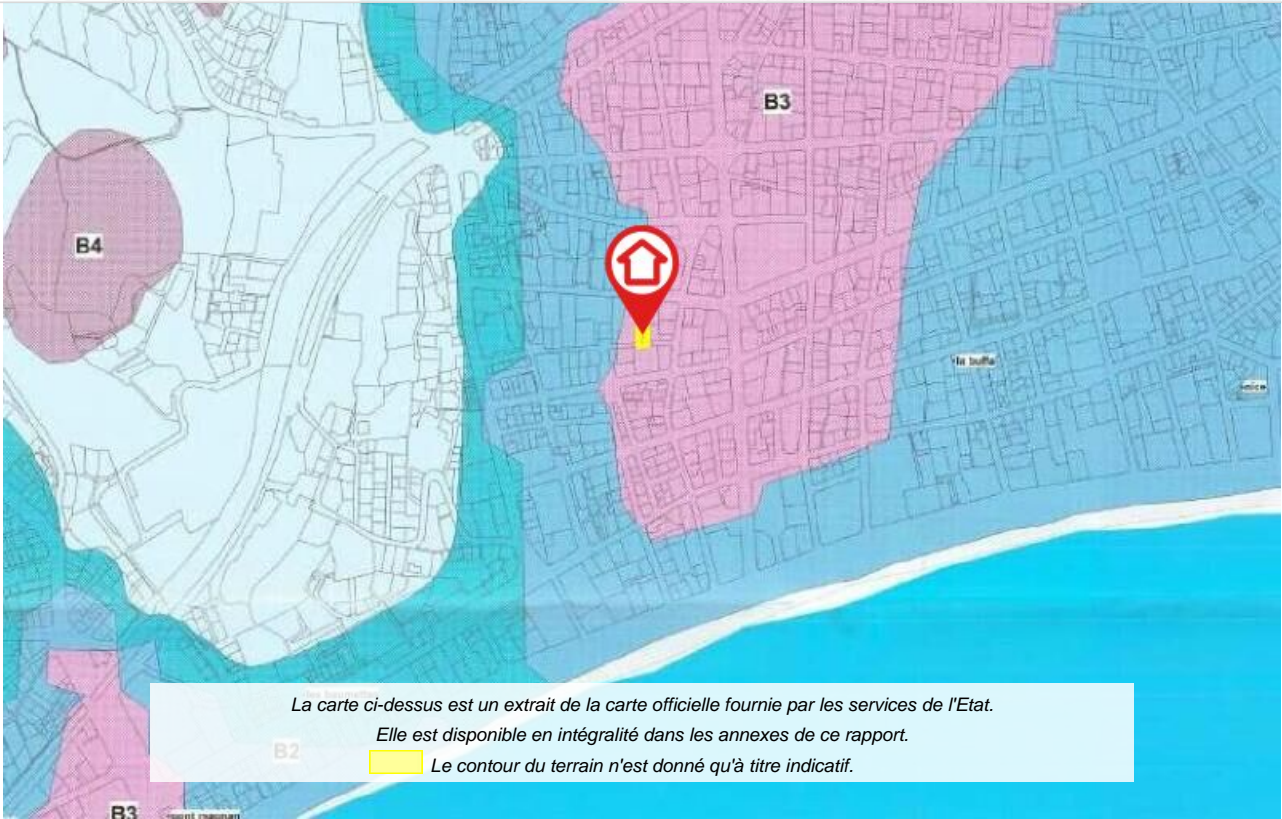 B3
B4
la buffa
La carte ci-dessus est un extrait de la carte officielle fournie par les services de l'Etat.
Elle est disponible en intégralité dans les annexes de ce rapport.
Le contour du terrain n'est donné qu'à titre indicatif.
B2
B3